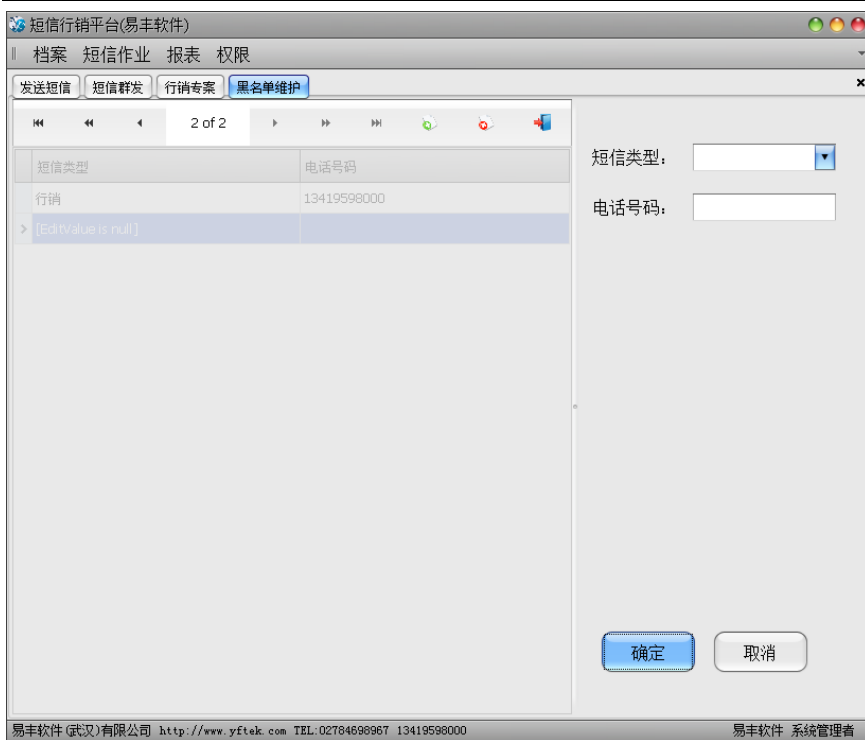 短信行销平台(易丰软件)
档案 短信作业 报表 权限
发送短信 短信群发 行销专案 黑名单维护
2 of 2
短信类型 电话号码
行销 13419598000
[EditValue is null]
短信类型：
电话号码：
确定 取消
易丰软件(武汉)有限公司 http://www.yftek.com TEL:02784698967 13419598000 易丰软件 系统管理者